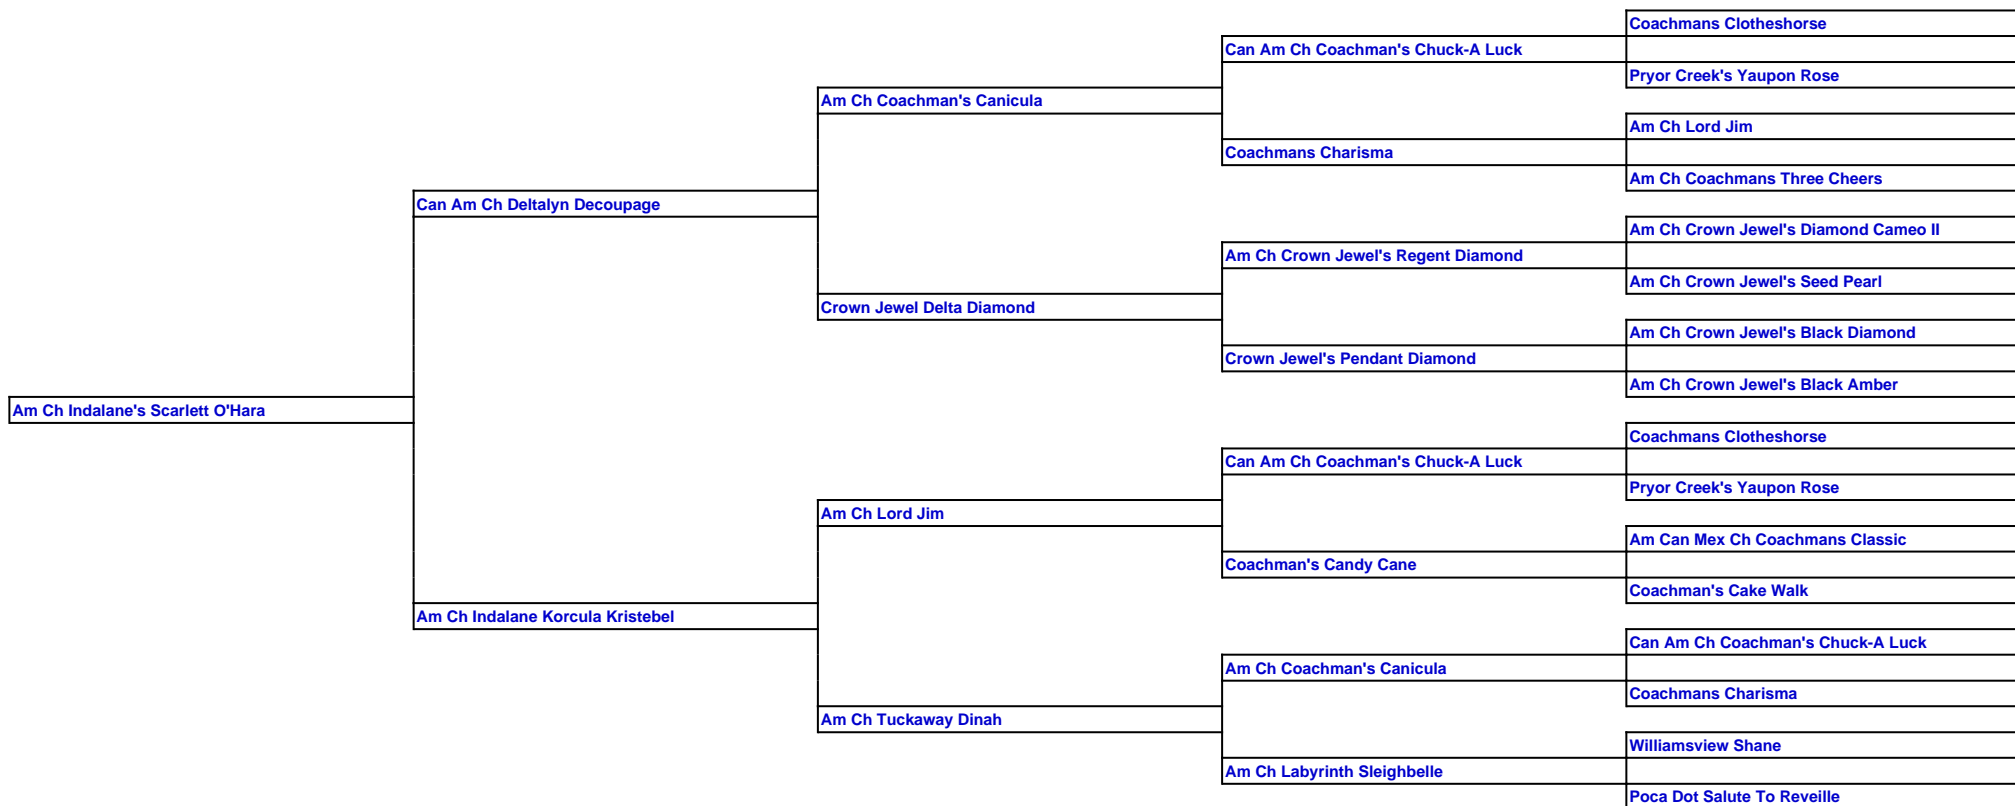 Coachmans Clotheshorse
Can Am Ch Coachman's Chuck-A Luck
Pryor Creek's Yaupon Rose
Am Ch Coachman's Canicula
Am Ch Lord Jim
Coachmans Charisma
Am Ch Coachmans Three Cheers
Can Am Ch Deltalyn Decoupage
Am Ch Crown Jewel's Diamond Cameo II
Am Ch Crown Jewel's Regent Diamond
Am Ch Crown Jewel's Seed Pearl
Crown Jewel Delta Diamond
Am Ch Crown Jewel's Black Diamond
Crown Jewel's Pendant Diamond
Am Ch Crown Jewel's Black Amber
Am Ch Indalane's Scarlett O'Hara
Coachmans Clotheshorse
Can Am Ch Coachman's Chuck-A Luck
Pryor Creek's Yaupon Rose
Am Ch Lord Jim
Am Can Mex Ch Coachmans Classic
Coachman's Candy Cane
Coachman's Cake Walk
Am Ch Indalane Korcula Kristebel
Can Am Ch Coachman's Chuck-A Luck
Am Ch Coachman's Canicula
Coachmans Charisma
Am Ch Tuckaway Dinah
Williamsview Shane
Am Ch Labyrinth Sleighbelle
Poca Dot Salute To Reveille